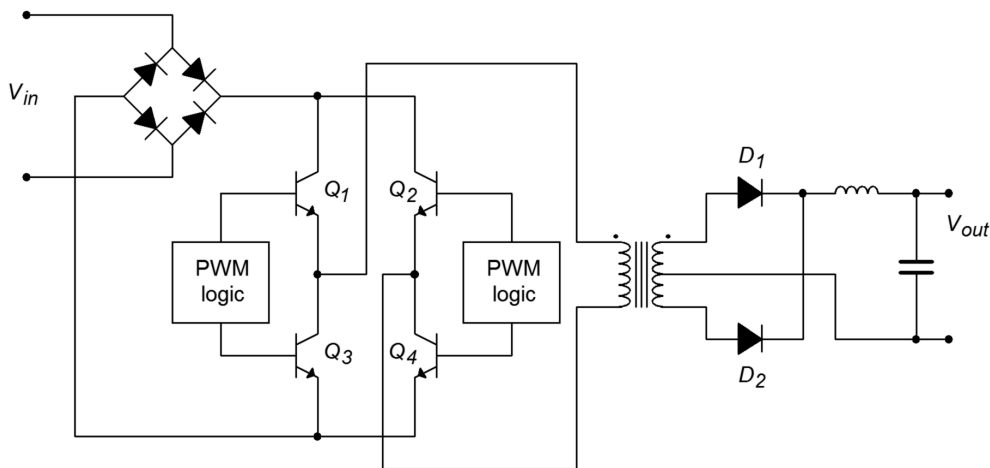 V_in
Q_1
Q_2
PWM
logic
PWM
logic
Q_3
Q_4
D_1
V_out
D_2